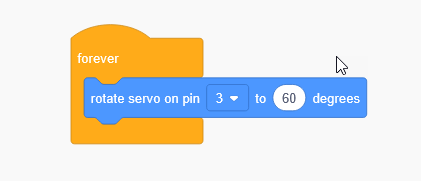 forever
rotate servo on pin 3 to 60 degrees